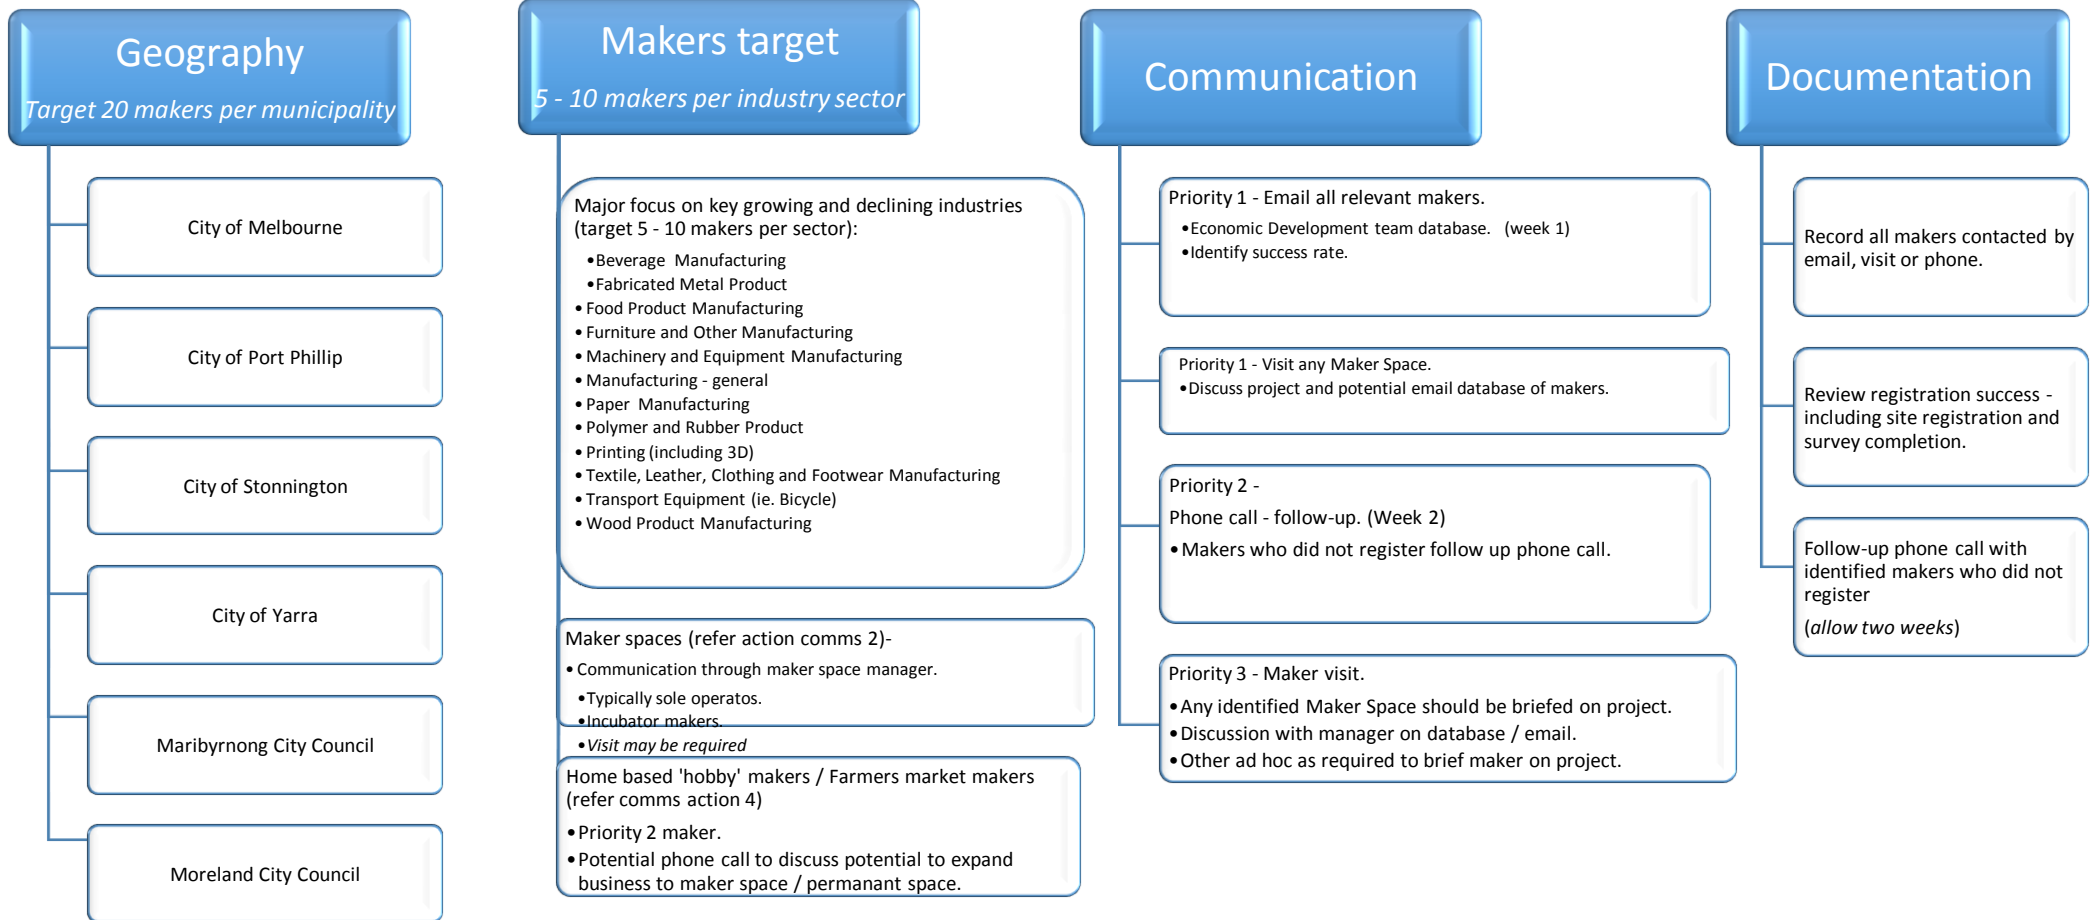 Geography
Target 20 makers per municipality
City of Melbourne
City of Port Phillip
City of Stonnington
City of Yarra
Maribyrnong City Council
Moreland City Council
Makers target
5 - 10 makers per industry sector
Major focus on key growing and declining industries
(target 5 - 10 makers per sector):
•Beverage Manufacturing
•Fabricated Metal Product
•Food Product Manufacturing
•Furniture and Other Manufacturing
•Machinery and Equipment Manufacturing
•Manufacturing - general
•Paper Manufacturing
•Polymer and Rubber Product
•Printing (including 3D)
•Textile, Leather, Clothing and Footwear Manufacturing
•Transport Equipment (ie. Bicycle)
•Wood Product Manufacturing
Maker spaces (refer action comms 2)-
•Communication through maker space manager.
•Typically sole operatos.
•Incubator makers.
•Visit may be required
Home based 'hobby' makers / Farmers market makers
(refer comms action 4)
•Priority 2 maker.
•Potential phone call to discuss potential to expand
business to maker space / permanant space.
Communication
Priority 1 - Email all relevant makers.
•Economic Development team database. (week 1)
•Identify success rate.
Priority 1 - Visit any Maker Space.
•Discuss project and potential email database of makers.
Priority 2 -
Phone call - follow-up. (Week 2)
•Makers who did not register follow up phone call.
Priority 3 - Maker visit.
•Any identified Maker Space should be briefed on project.
•Discussion with manager on database / email.
•Other ad hoc as required to brief maker on project.
Documentation
Record all makers contacted by
email, visit or phone.
Review registration success -
including site registration and
survey completion.
Follow-up phone call with
identified makers who did not
register
(allow two weeks)